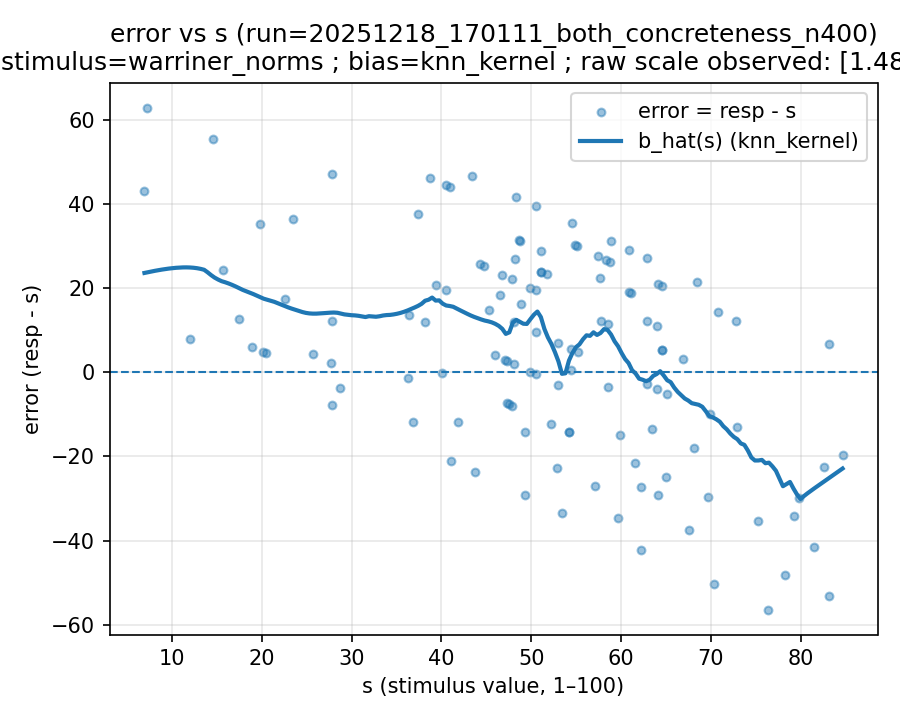 error vs s (run=20251218_170111_both_concreteness_n400)
stimulus=warriner_norms ; bias=knn_kernel ; raw scale observed: [1.48
error = resp - s
b_hat(s) (knn_kernel)
60
40
20
0
−20
−40
−60
error (resp - s)
10 20 30 40 50 60 70 80
s (stimulus value, 1–100)